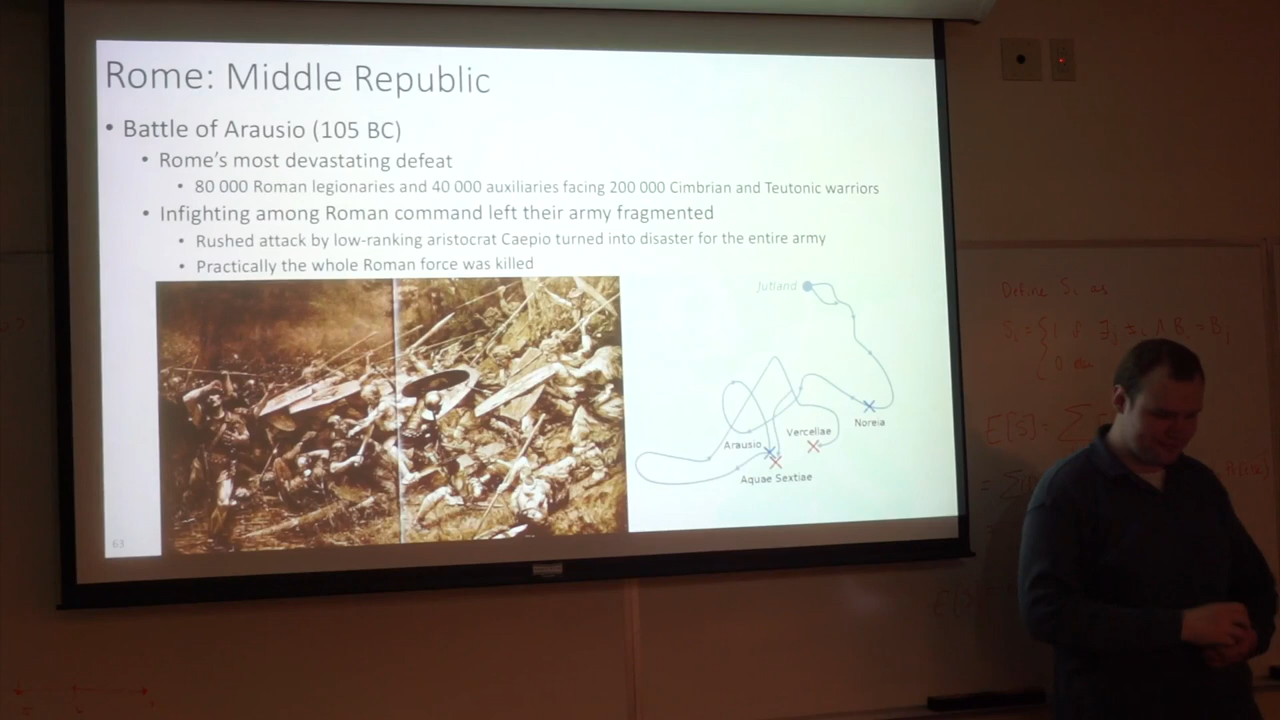 Rome: Middle Republic
• Battle of Arausio (105 BC)
• Rome's most devastating defeat
• 80 000 Roman legionaries and 40 000 auxiliaries facing 200 000 Cimbrian and Teutonic warriors
• Infighting among Roman command left their army fragmented
• Rushed attack by low-ranking aristocrat Caepio turned into disaster for the entire army
• Practically the whole Roman force was killed
Jutland
Noreia
Vercellae
Arausio
Aquae Sextiae
63
Define Si as
E[S] = Σ